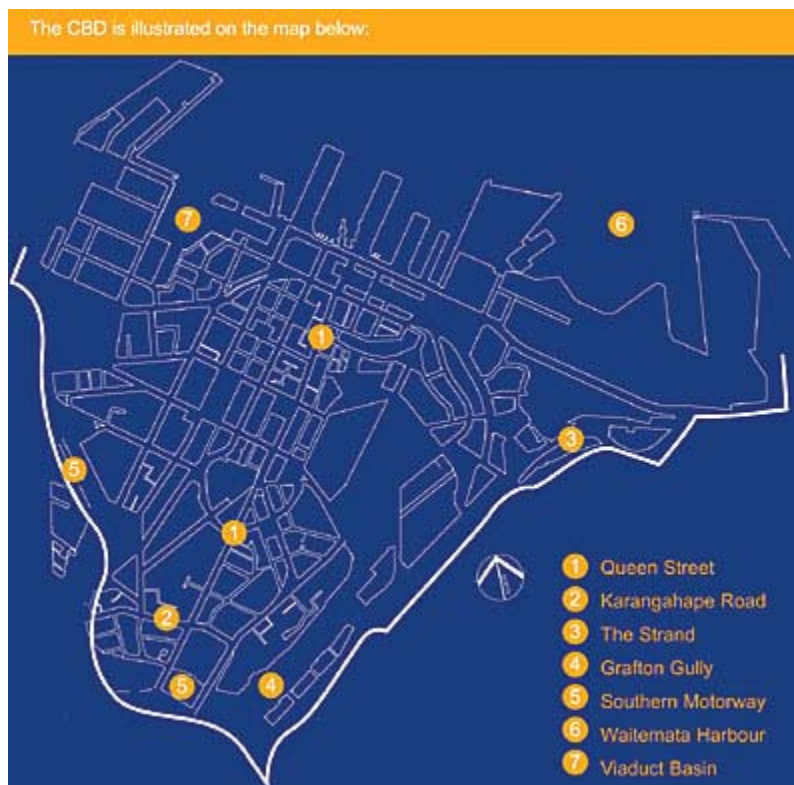 The CBD is illustrated on the map below:
7
6
1
3
5
1
2
5
4
1 Queen Street
2 Karangahape Road
3 The Strand
4 Grafton Gully
5 Southern Motorway
6 Waitemata Harbour
7 Viaduct Basin